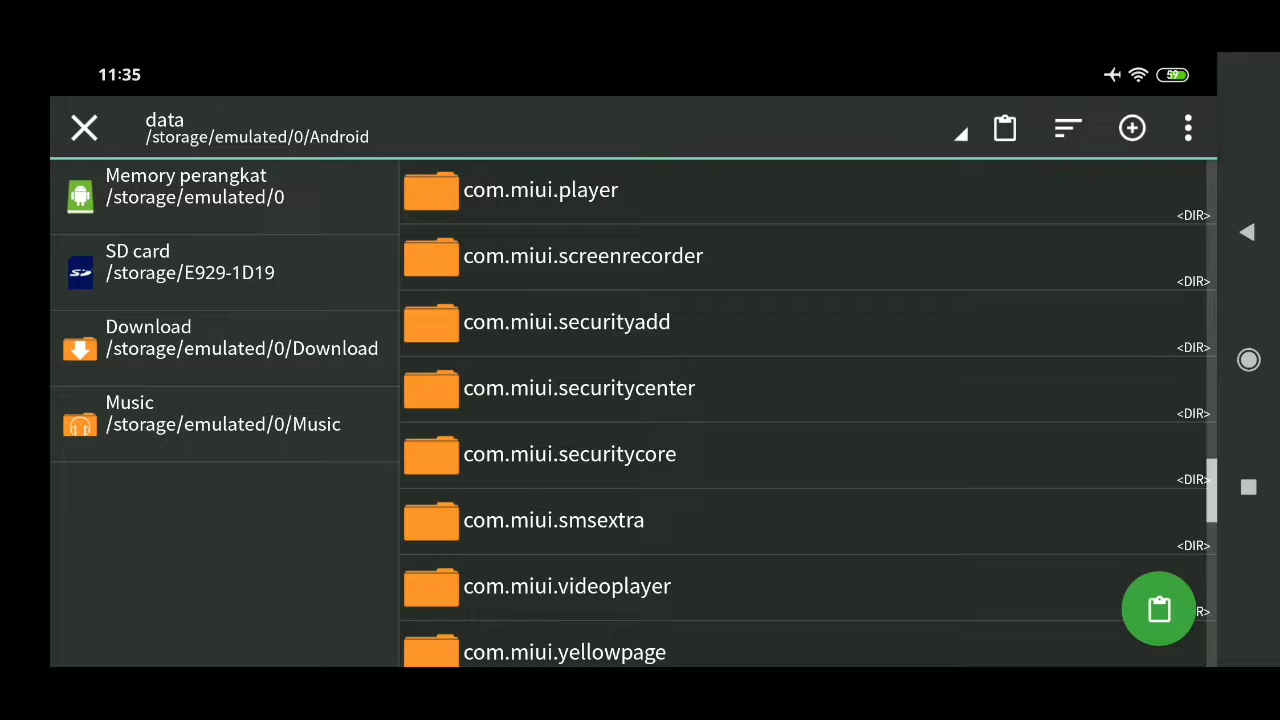 11:35
59
data
/storage/emulated/0/Android
Memory perangkat
/storage/emulated/0
SD card
/storage/E929-1D19
Download
/storage/emulated/0/Download
Music
/storage/emulated/0/Music
com.miui.player
<DIR>
com.miui.screenrecorder
<DIR>
com.miui.securityadd
<DIR>
com.miui.securitycenter
<DIR>
com.miui.securitycore
<DIR>
com.miui.smsextra
<DIR>
com.miui.videoplayer
R>
com.miui.yellowpage